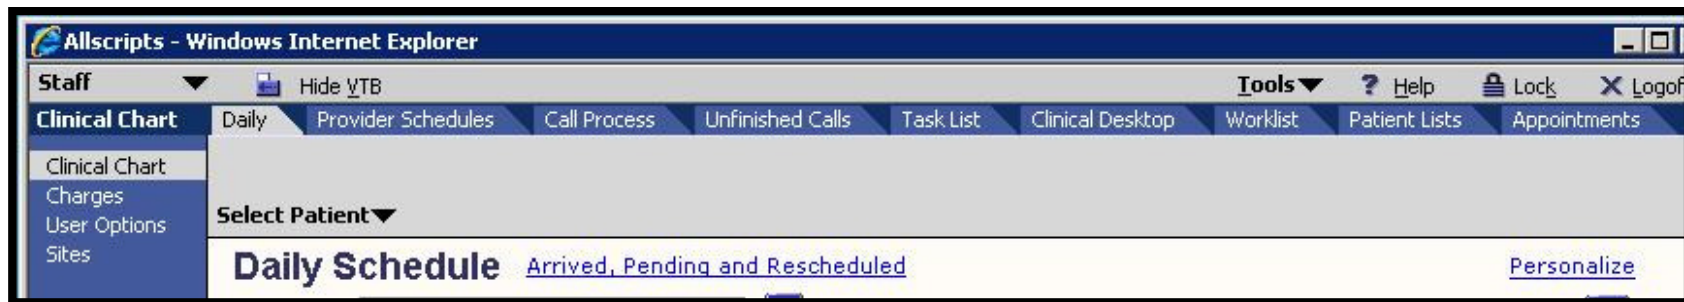 Allscripts - Windows Internet Explorer
Staff Hide VTB Tools ? Help Lock Logof
Clinical Chart Daily Provider Schedules Call Process Unfinished Calls Task List Clinical Desktop Worklist Patient Lists Appointments
Clinical Chart
Charges
User Options
Sites
Select Patient
Daily Schedule Arrived, Pending and Rescheduled Personalize